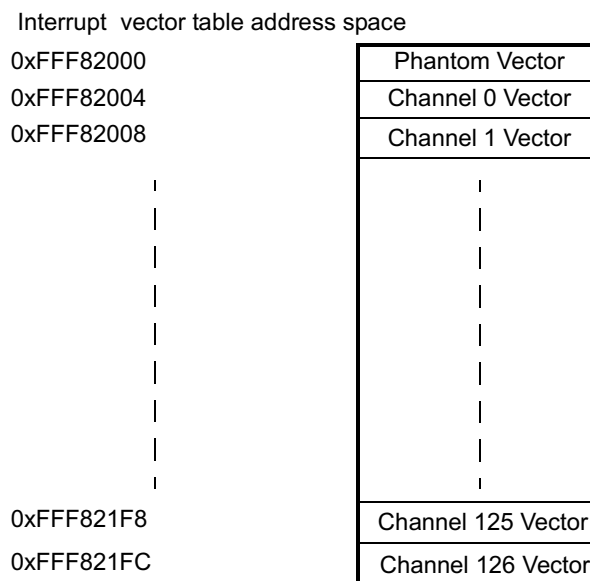 Interrupt vector table address space
0xFFF82000 Phantom Vector
0xFFF82004 Channel 0 Vector
0xFFF82008 Channel 1 Vector
0xFFF821F8 Channel 125 Vector
0xFFF821FC Channel 126 Vector